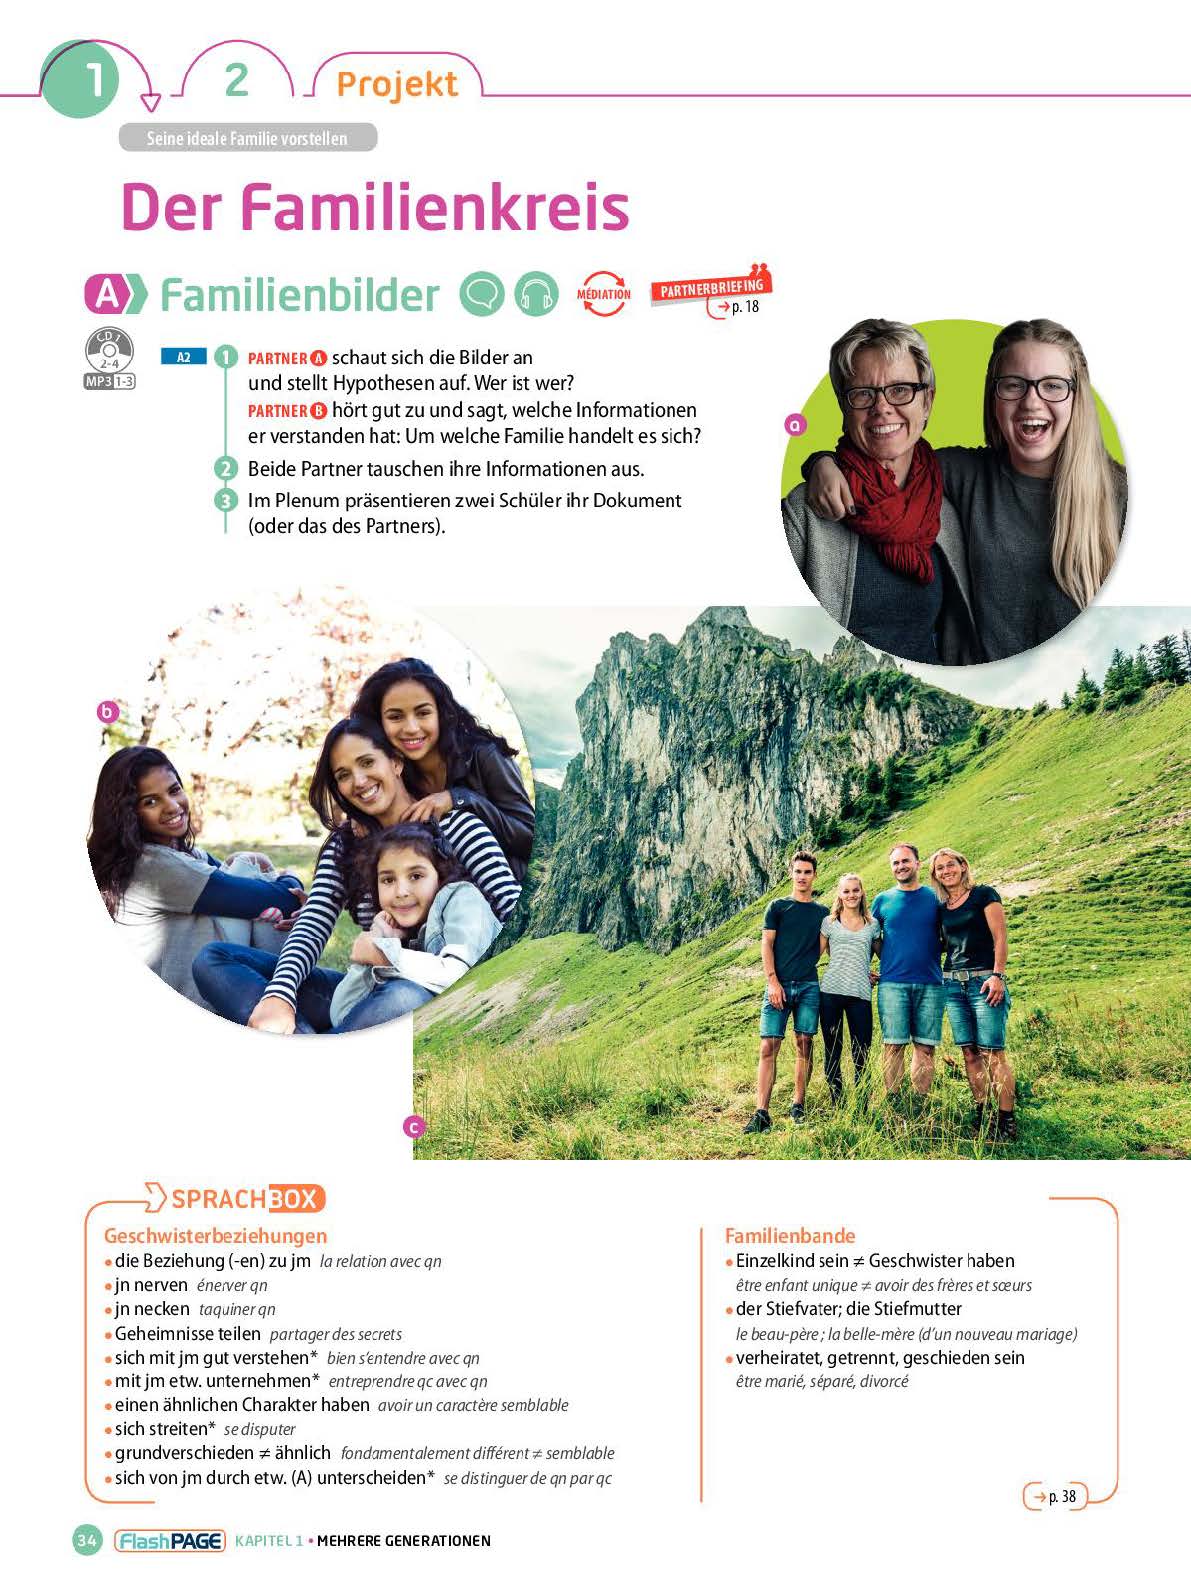 1
2
Projekt
Seine ideale Familie vorstellen
Der Familienkreis
A Familienbilder
MÉDIATION
PARTNERBRIEFING
→ p. 18
CD 1
2-4
MP3 1-3
A2
1 PARTNER A schaut sich die Bilder an
und stellt Hypothesen auf. Wer ist wer?
PARTNER B hört gut zu und sagt, welche Informationen
er verstanden hat: Um welche Familie handelt es sich?
2 Beide Partner tauschen ihre Informationen aus.
3 Im Plenum präsentieren zwei Schüler ihr Dokument
(oder das des Partners).
a
b
c
SPRACHBOX
Geschwisterbeziehungen
• die Beziehung (-en) zu jm la relation avec qn
• jn nerven énerver qn
• jn necken taquiner qn
• Geheimnisse teilen partager des secrets
• sich mit jm gut verstehen* bien s'entendre avec qn
• mit jm etw. unternehmen* entreprendre qc avec qn
• einen ähnlichen Charakter haben avoir un caractère semblable
• sich streiten* se disputer
• grundverschieden ≠ ähnlich fondamentalement différent ≠ semblable
• sich von jm durch etw. (A) unterscheiden* se distinguer de qn par qc
Familienbande
• Einzelkind sein ≠ Geschwister haben
être enfant unique ≠ avoir des frères et sœurs
• der Stiefvater; die Stiefmutter
le beau-père ; la belle-mère (d'un nouveau mariage)
• verheiratet, getrennt, geschieden sein
être marié, séparé, divorcé
→ p. 38
34 FlashPAGE KAPITEL 1 • MEHRERE GENERATIONEN